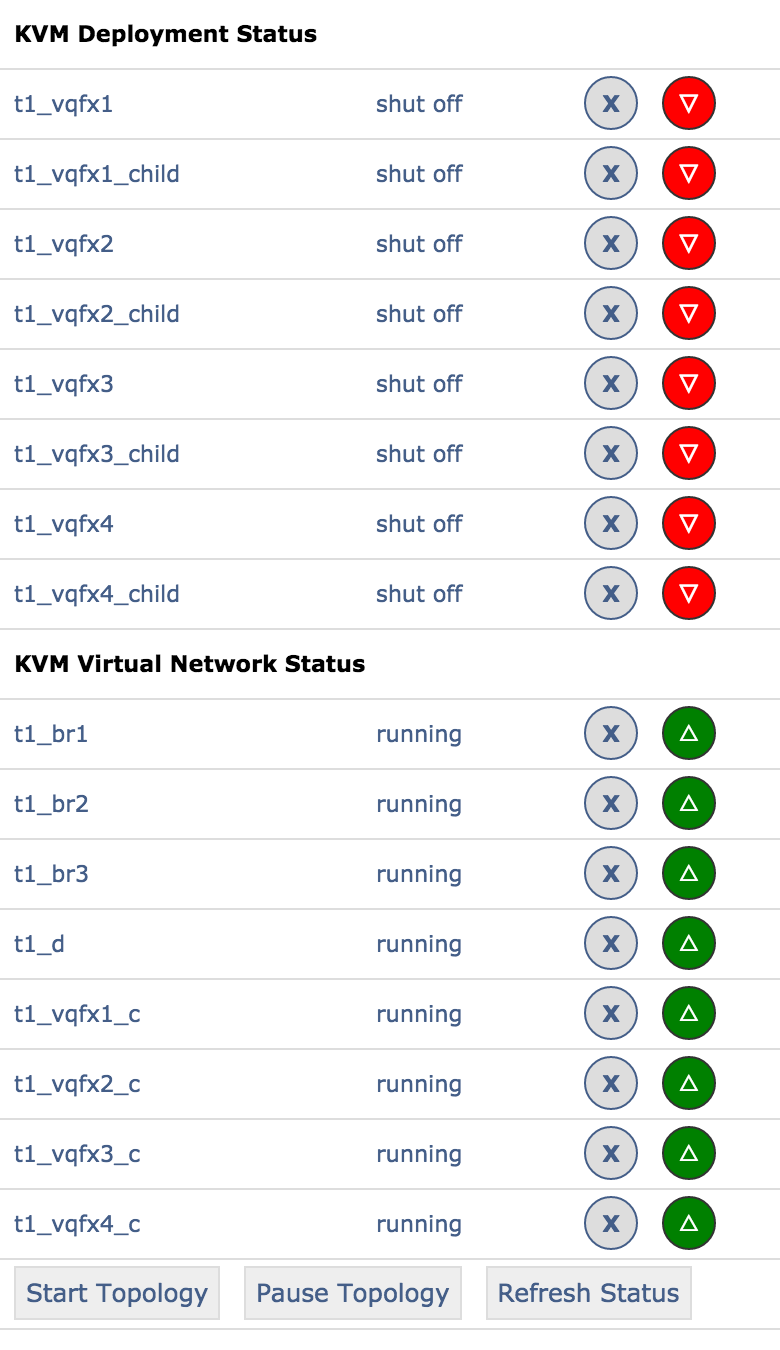 KVM Deployment Status
t1_vqfx1 shut off X
t1_vqfx1_child shut off X
t1_vqfx2 shut off X
t1_vqfx2_child shut off X
t1_vqfx3 shut off X
t1_vqfx3_child shut off X
t1_vqfx4 shut off X
t1_vqfx4_child shut off X
KVM Virtual Network Status
t1_br1 running X
t1_br2 running X
t1_br3 running X
t1_d running X
t1_vqfx1_c running X
t1_vqfx2_c running X
t1_vqfx3_c running X
t1_vqfx4_c running X
Start Topology Pause Topology Refresh Status